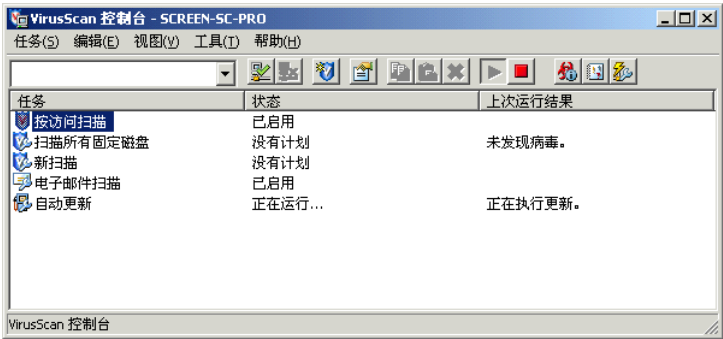 VirusScan 控制台 - SCREEN-SC-PRO
任务(S) 编辑(E) 视图(V) 工具(T) 帮助(H)
任务 状态 上次运行结果
按访问扫描 已启用
扫描所有固定磁盘 没有计划 未发现病毒。
新扫描 没有计划
电子邮件扫描 已启用
自动更新 正在运行... 正在执行更新。
VirusScan 控制台